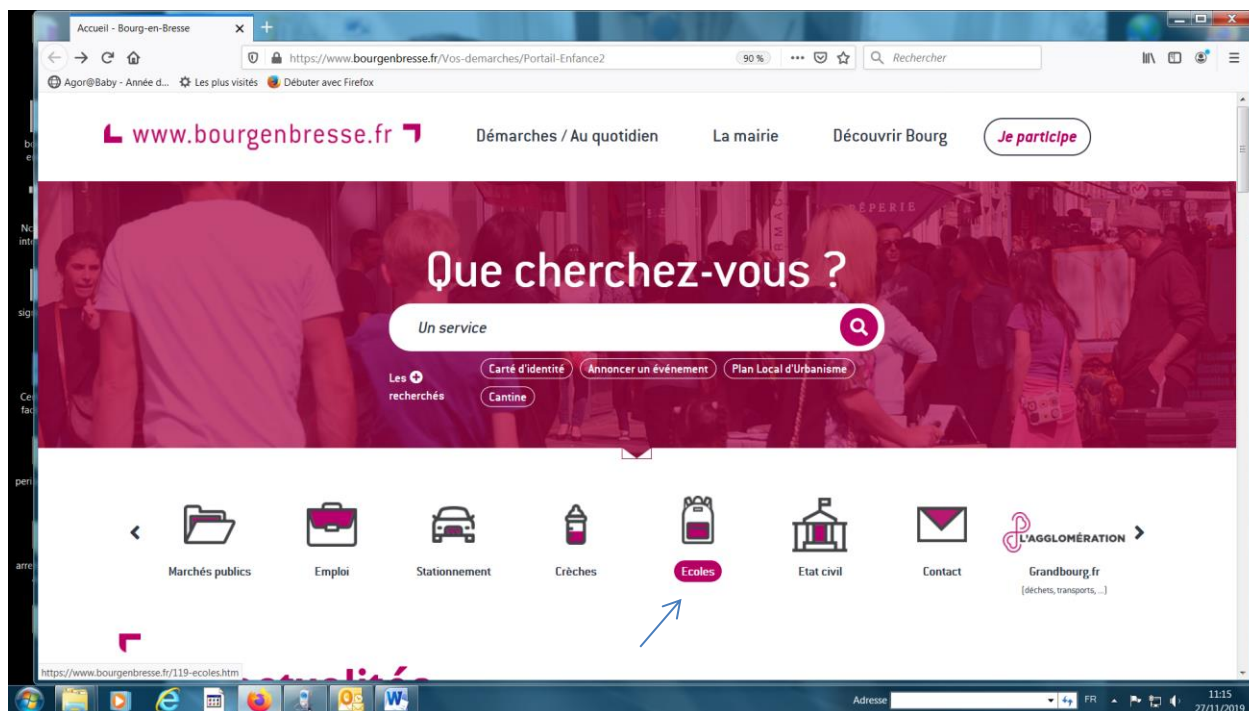 Accueil - Bourg-en-Bresse
https://www.bourgenbresse.fr/Vos-demarches/Portail-Enfance2
90 %
Rechercher
Agor@Baby - Année d...
Les plus visités
Débuter avec Firefox
www.bourgenbresse.fr
Démarches / Au quotidien
La mairie
Découvrir Bourg
Je participe
Que cherchez-vous ?
Un service
Les
recherchés
Carté d'identité
Annoncer un événement
Plan Local d'Urbanisme
Cantine
Marchés publics
Emploi
Stationnement
Crèches
Ecoles
Etat civil
Contact
L'AGGLOMÉRATION
Grandbourg.fr
(déchets, transports, ...)
https://www.bourgenbresse.fr/119-ecoles.htm
Adresse
FR
11:15
27/11/2019